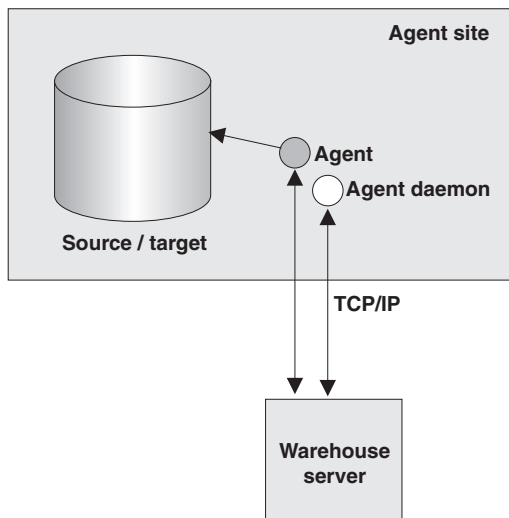 Agent site
Agent
Agent daemon
Source / target
TCP/IP
Warehouse
server